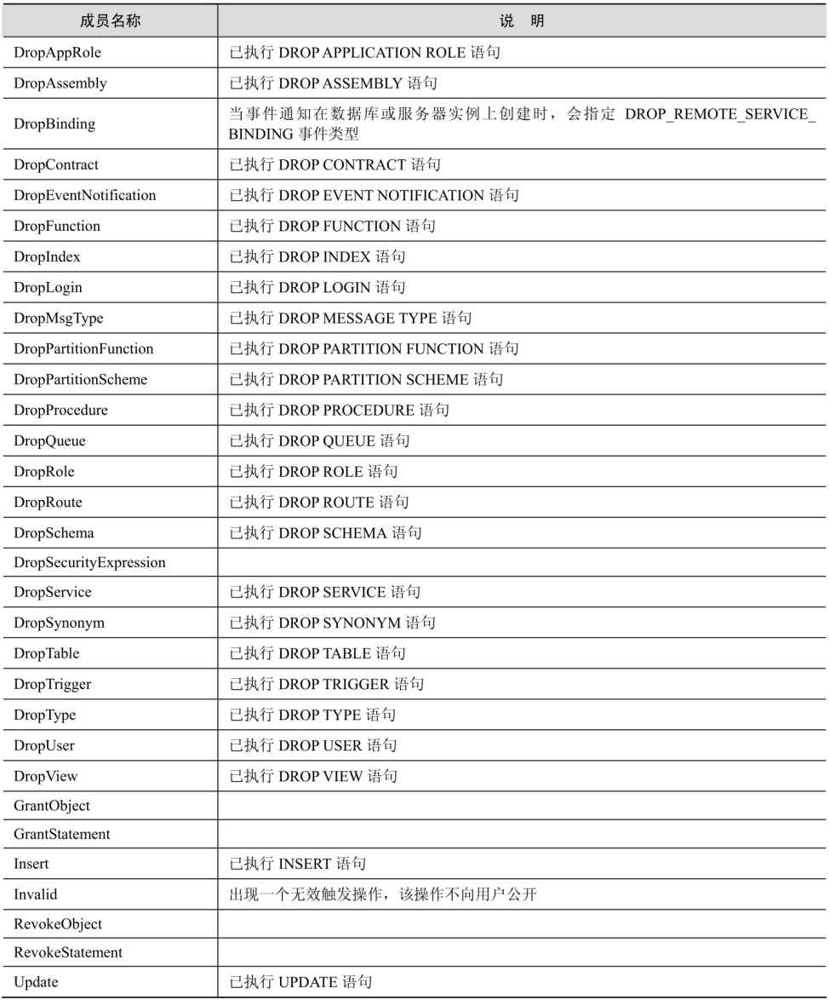 成员名称 说 明
DropAppRole 已执行 DROP APPLICATION ROLE 语句
DropAssembly 已执行 DROP ASSEMBLY 语句
DropBinding 当事件通知在数据库或服务器实例上创建时，会指定 DROP_REMOTE_SERVICE_
BINDING 事件类型
DropContract 已执行 DROP CONTRACT 语句
DropEventNotification 已执行 DROP EVENT NOTIFICATION 语句
DropFunction 已执行 DROP FUNCTION 语句
DropIndex 已执行 DROP INDEX 语句
DropLogin 已执行 DROP LOGIN 语句
DropMsgType 已执行 DROP MESSAGE TYPE 语句
DropPartitionFunction 已执行 DROP PARTITION FUNCTION 语句
DropPartitionScheme 已执行 DROP PARTITION SCHEME 语句
DropProcedure 已执行 DROP PROCEDURE 语句
DropQueue 已执行 DROP QUEUE 语句
DropRole 已执行 DROP ROLE 语句
DropRoute 已执行 DROP ROUTE 语句
DropSchema 已执行 DROP SCHEMA 语句
DropSecurityExpression
DropService 已执行 DROP SERVICE 语句
DropSynonym 已执行 DROP SYNONYM 语句
DropTable 已执行 DROP TABLE 语句
DropTrigger 已执行 DROP TRIGGER 语句
DropType 已执行 DROP TYPE 语句
DropUser 已执行 DROP USER 语句
DropView 已执行 DROP VIEW 语句
GrantObject
GrantStatement
Insert 已执行 INSERT 语句
Invalid 出现一个无效触发操作，该操作不向用户公开
RevokeObject
RevokeStatement
Update 已执行 UPDATE 语句